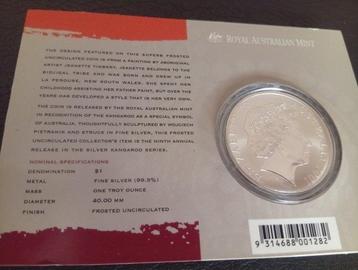 THE DESIGN FEATURED ON THIS SUPERB FROSTED
UNCIRCULATED COIN IS FROM A PAINTING BY ABORIGINAL
ARTIST JEANETTE TIMBERY. JEANETTE BELONGS TO THE
BIDJIGAL TRIBE AND WAS BORN AND GREW UP IN
LA PEROUSE, NEW SOUTH WALES. SHE SPENT HER
CHILDHOOD ASSISTING HER FATHER PAINT, BUT OVER THE
YEARS HAS DEVELOPED A STYLE THAT IS HER VERY OWN.
THE COIN IS RELEASED BY THE ROYAL AUSTRALIAN MINT
IN RECOGNITION OF THE KANGAROO AS A SPECIAL SYMBOL
OF AUSTRALIA. THOUGHTFULLY SCULPTURED BY WOJCIECH
PIETRANIK AND STRUCK IN FINE SILVER, THIS FROSTED
UNCIRCULATED COLLECTOR'S ITEM IS THE NINTH ANNUAL
RELEASE IN THE SILVER KANGAROO SERIES.
NOMINAL SPECIFICATIONS
DENOMINATION $1
METAL FINE SILVER (99.9%)
MASS ONE TROY OUNCE
DIAMETER 40.00 MM
FINISH FROSTED UNCIRCULATED
ROYAL AUSTRALIAN MINT
9 314688 001282